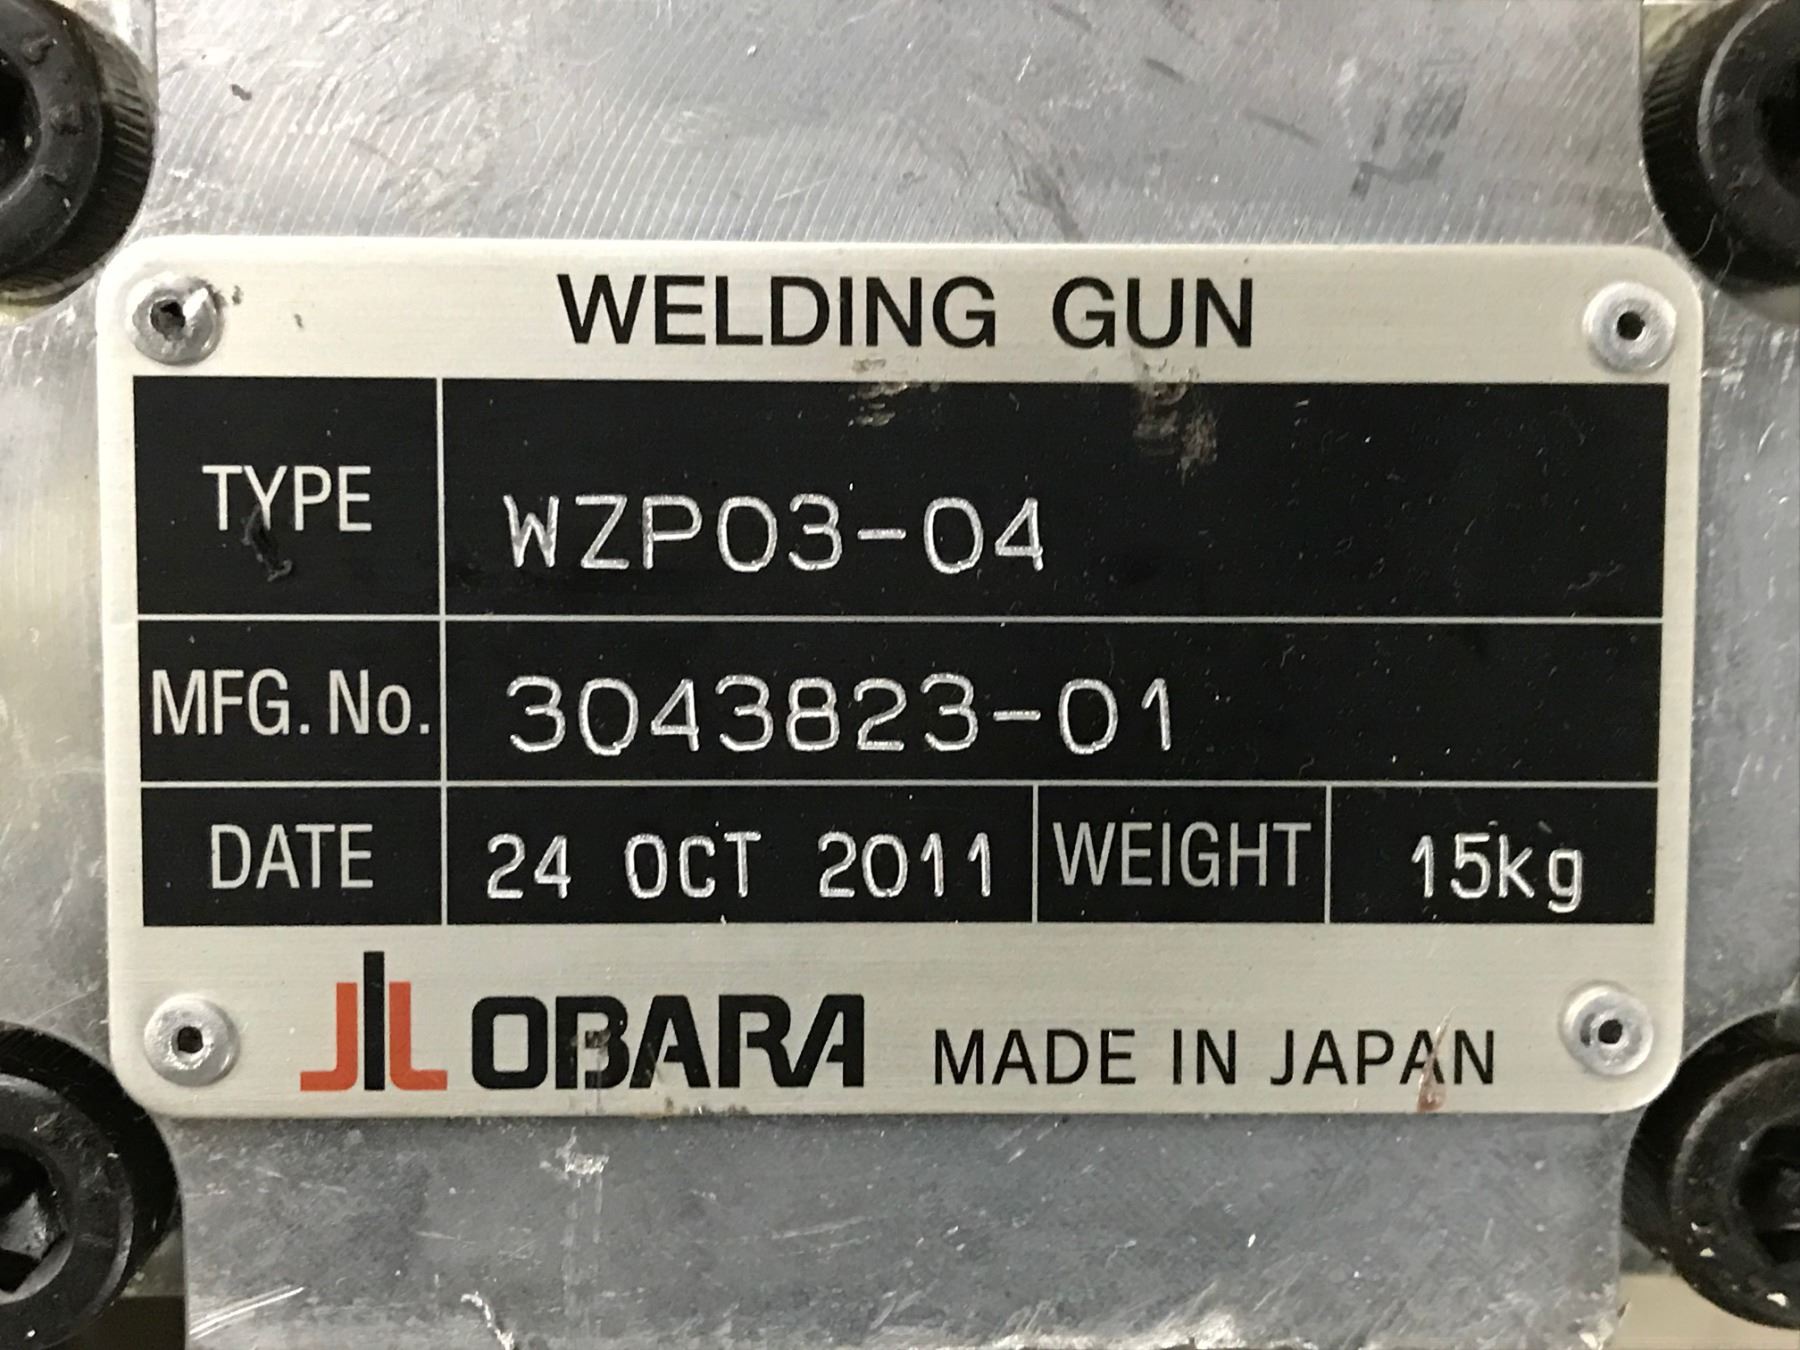 WELDING GUN
TYPE WZP03-04
MFG. No. 3043823-01
DATE 24 OCT 2011 WEIGHT 15kg
OBARA MADE IN JAPAN